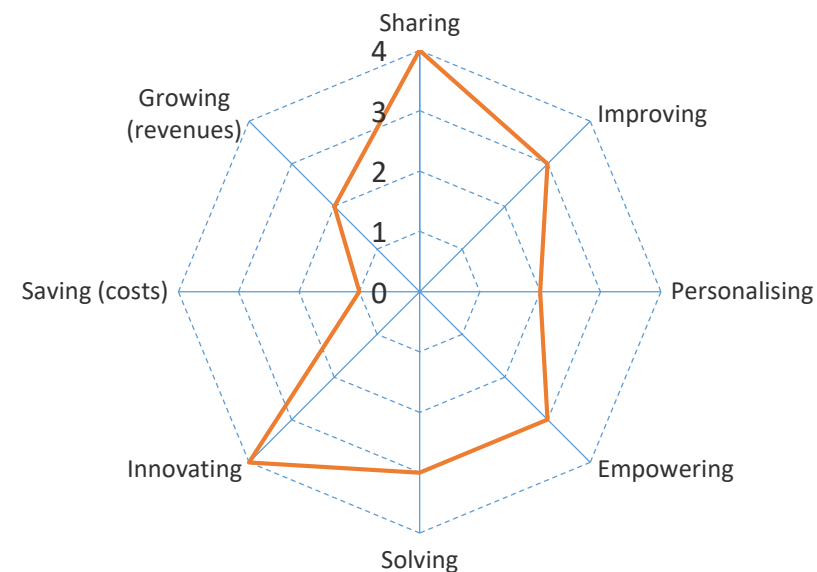 Sharing
4
Growing
(revenues)
3
Improving
2
1
Saving (costs)
0
Personalising
Innovating
Empowering
Solving